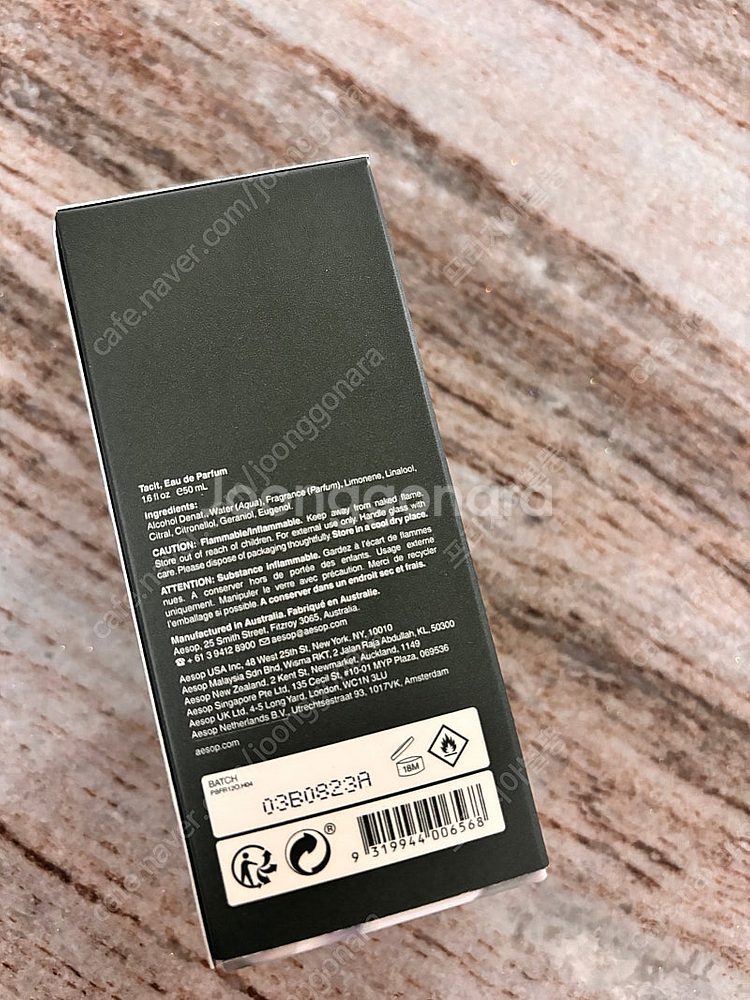 Tacit, Eau de Parfum
1.6 fl oz ℮50 mL
Ingredients:
Alcohol Denat., Water (Aqua), Fragrance (Parfum), Limonene, Linalool,
Citral, Citronellol, Geraniol, Eugenol.
CAUTION: Flammable/Inflammable. Keep away from naked flame.
Store out of reach of children. For external use only. Handle glass with
care. Please dispose of packaging thoughtfully. Store in a cool dry place.
ATTENTION: Substance inflammable. Gardez à l'écart de flammes
nues. A conserver hors de portée des enfants. Usage externe
uniquement. Manipuler le verre avec précaution. Merci de recycler
l'emballage si possible. A conserver dans un endroit sec et frais.
Manufactured in Australia. Fabriqué en Australie.
Aesop, 25 Smith Street, Fitzroy 3065, Australia.
☎ + 61 3 9412 8900 ✉ aesop@aesop.com
Aesop USA Inc. 48 West 25th St. New York, NY, 10010
Aesop Malaysia Sdn Bhd. Wisma RKT, 2 Jalan Raja Abdullah, KL, 50300
Aesop New Zealand, 2 Kent St. Newmarket, Auckland, 1149
Aesop Singapore Pte Ltd, 135 Cecil St. #10-01 MYP Plaza, 069536
Aesop UK Ltd. 4-5 Long Yard, London, WC1N 3LU
Aesop Netherlands B.V., Utrechtsestraat 93, 1017VK, Amsterdam
aesop.com
BATCH
PBFR12O.H04
03B0823A
18M
9 319944 006568
Joonggonara
cafe.naver.com/joonggonara